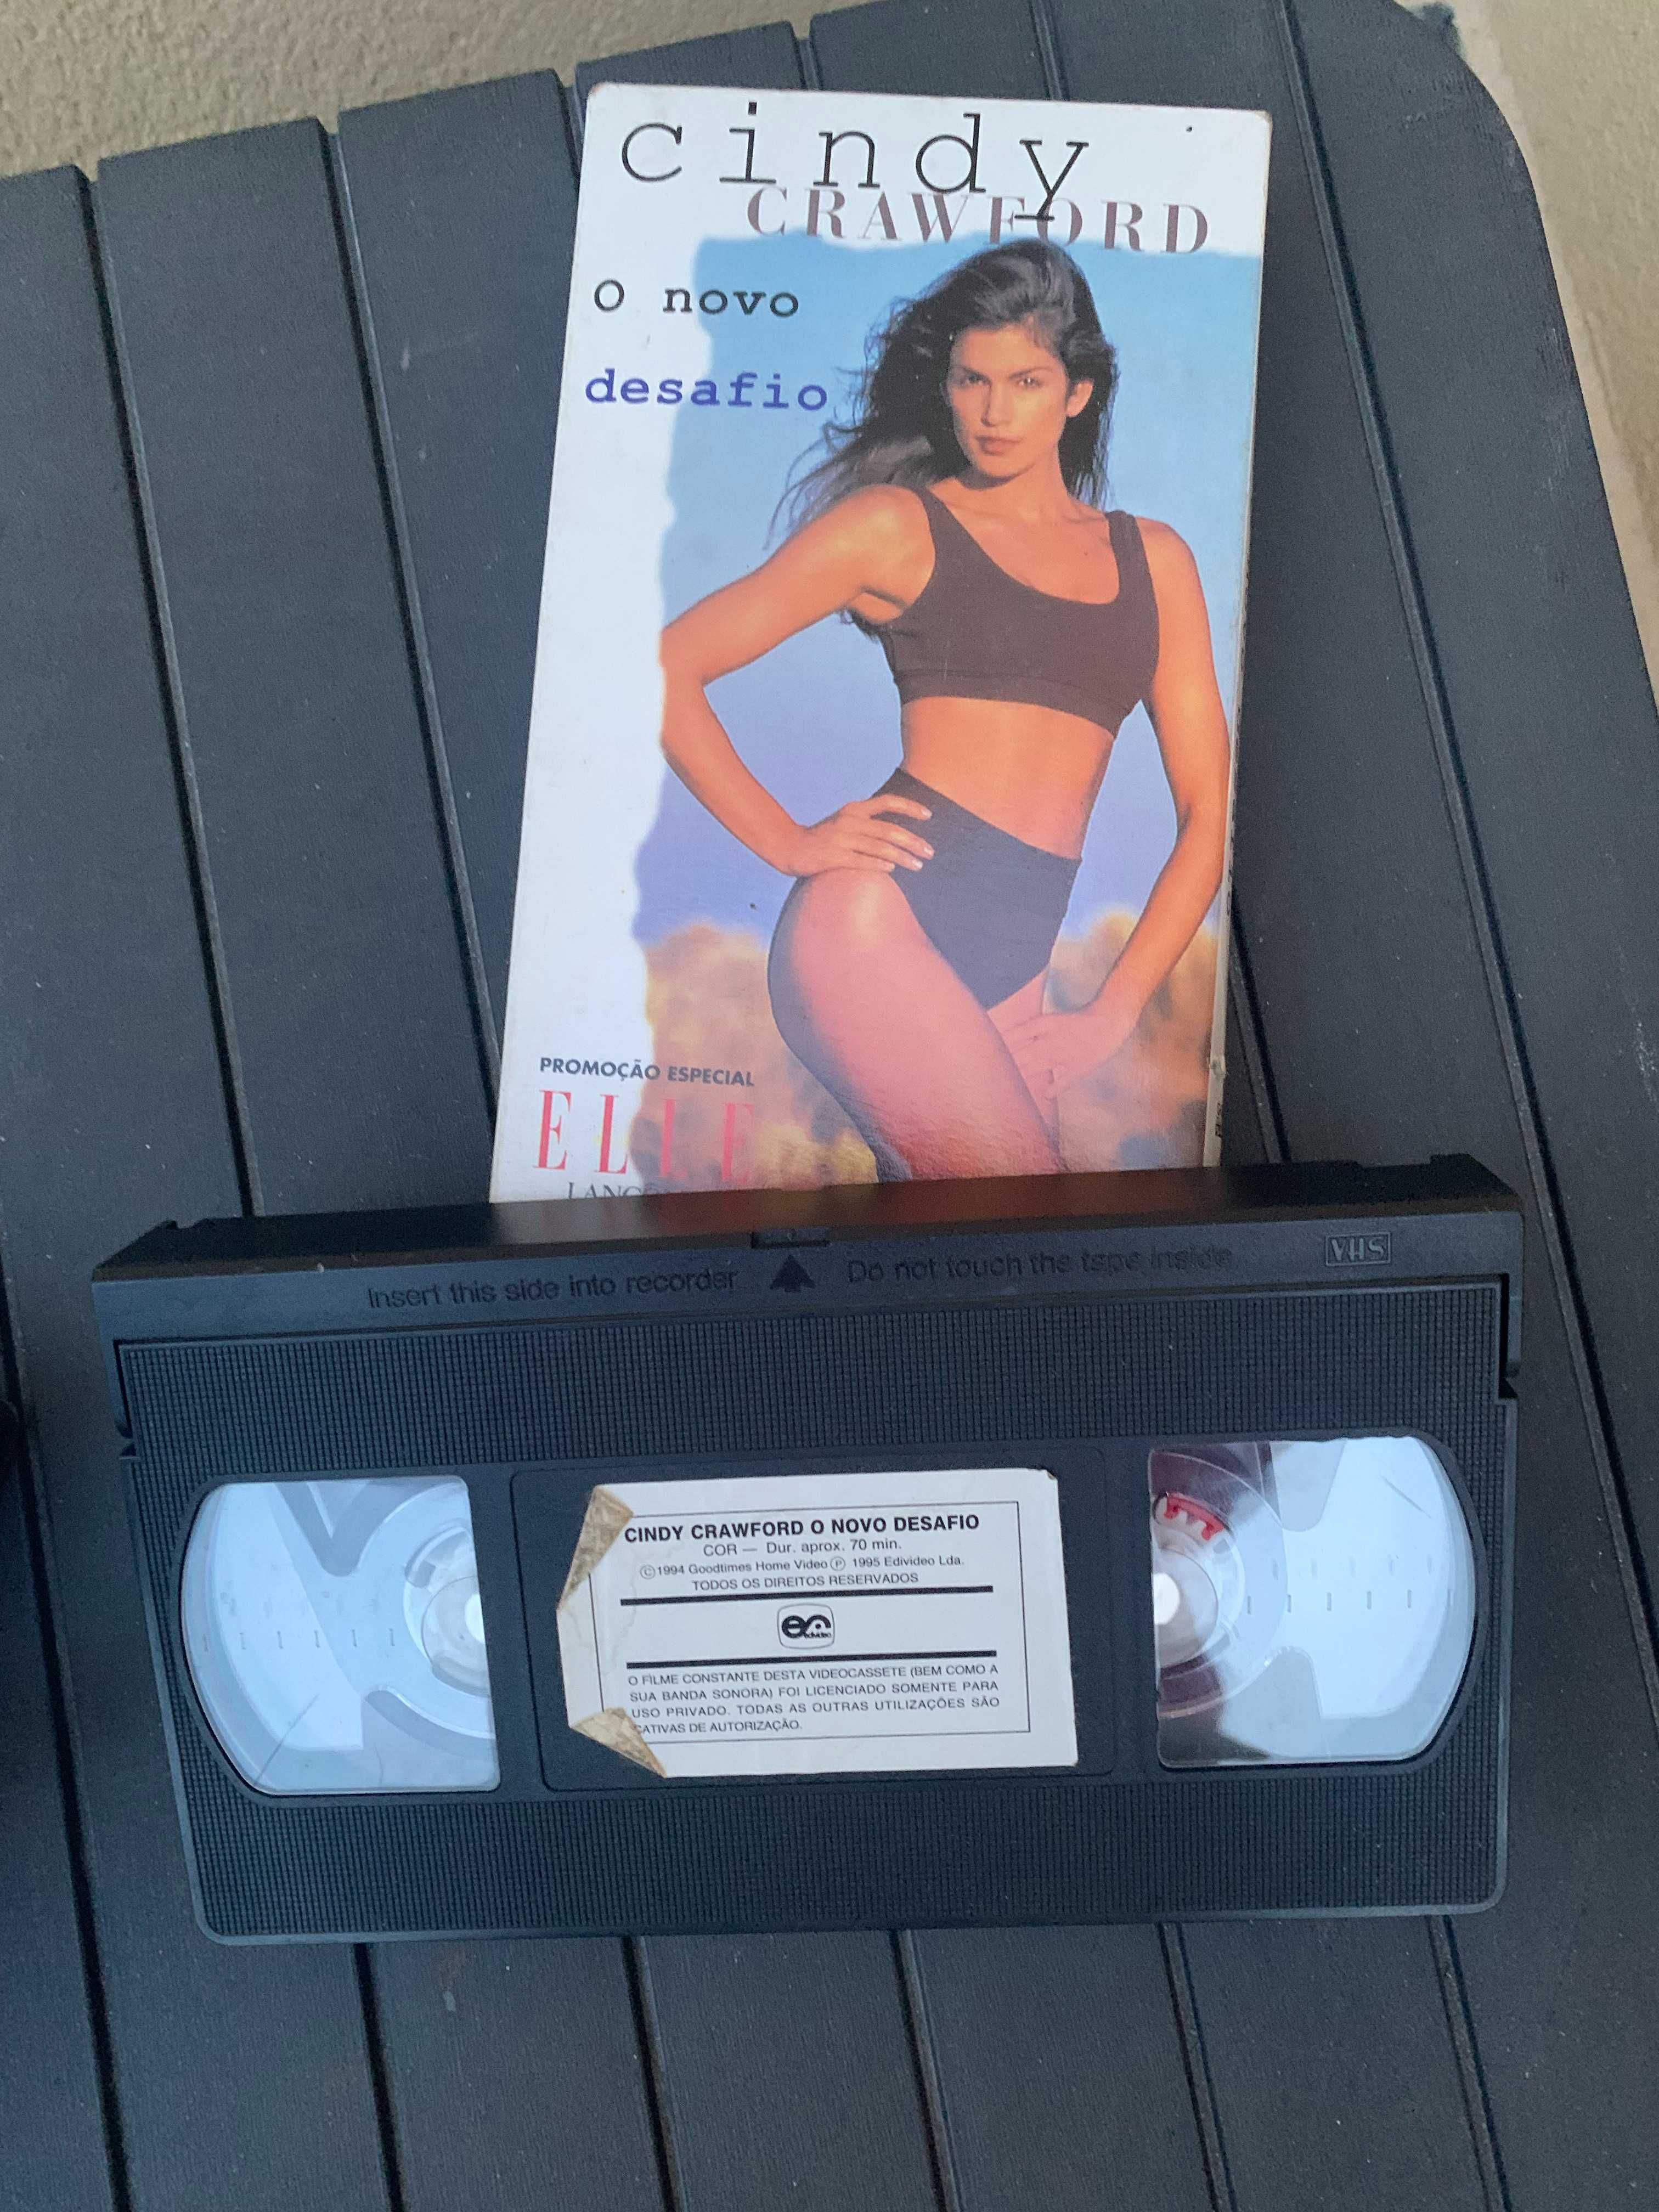 cindy
CRAWFORD
O novo
desafio
PROMOÇÃO ESPECIAL
ELLE
Insert this side into recorder Do not touch the tape inside VHS
CINDY CRAWFORD O NOVO DESAFIO
COR — Dur. aprox. 70 min.
©1994 Goodtimes Home Video ℗ 1995 Edivideo Lda.
TODOS OS DIREITOS RESERVADOS
edivideo
O FILME CONSTANTE DESTA VIDEOCASSETE (BEM COMO A
SUA BANDA SONORA) FOI LICENCIADO SOMENTE PARA
USO PRIVADO. TODAS AS OUTRAS UTILIZAÇÕES SÃO
DE AUTORIZAÇÃO.